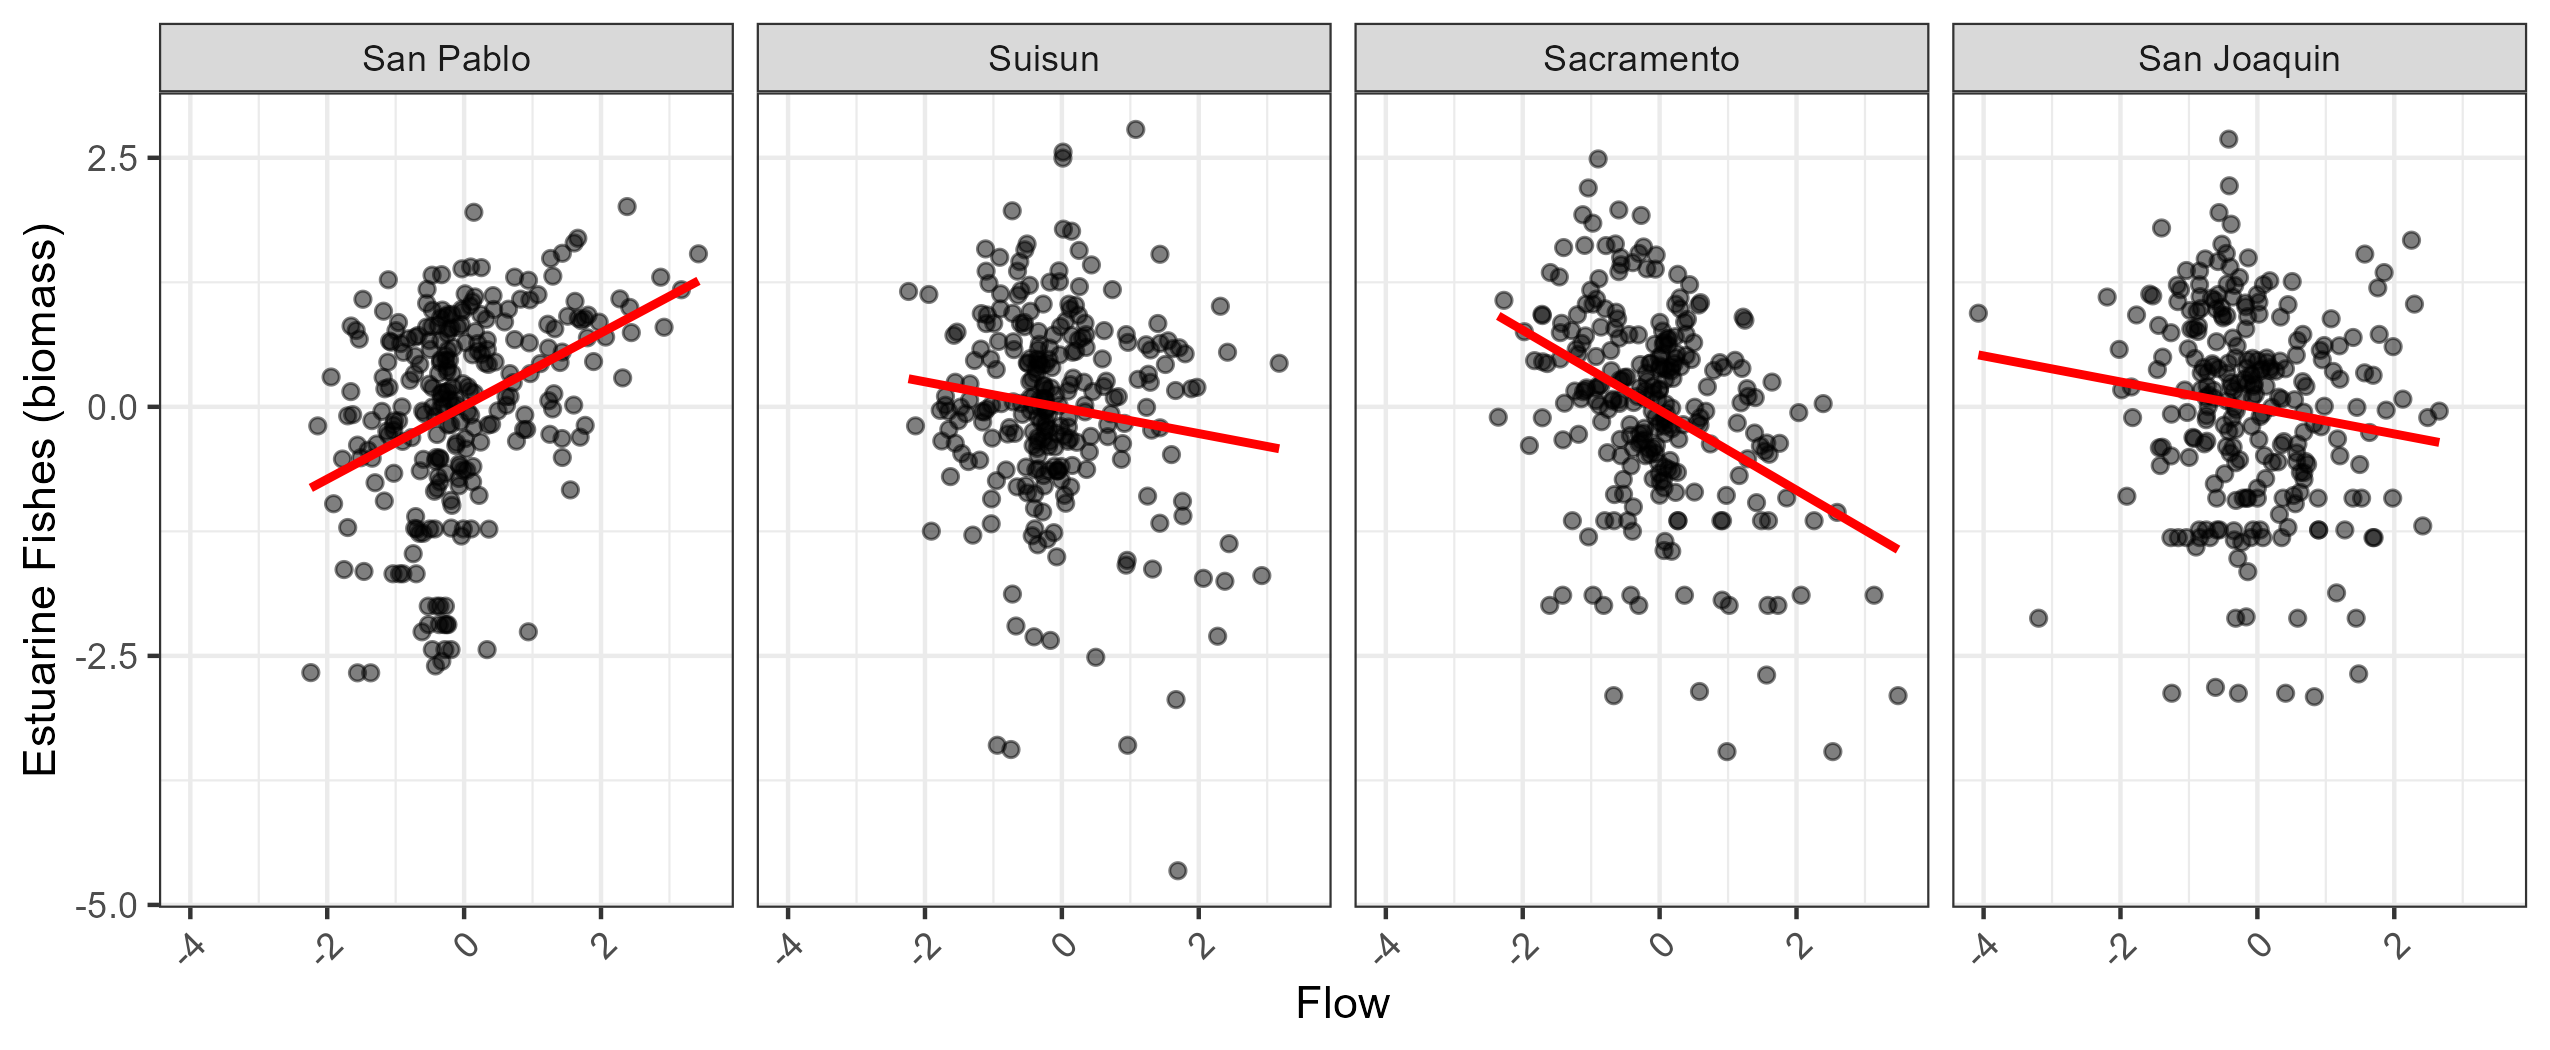 San Pablo Suisun Sacramento San Joaquin
2.5
0.0
-2.5
-5.0
Estuarine Fishes (biomass)
-4 -2 0 2 -4 -2 0 2 -4 -2 0 2 -4 -2 0 2
Flow